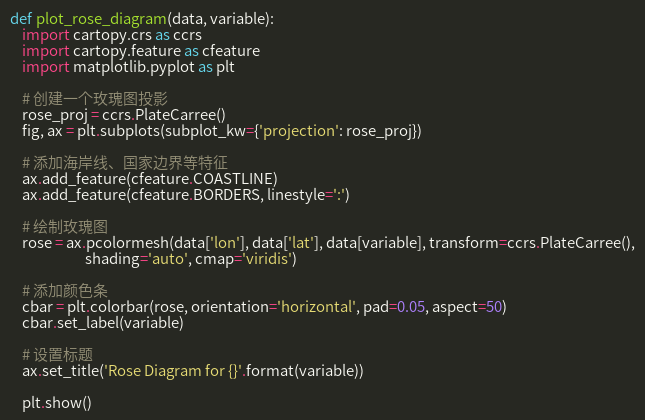 def plot_rose_diagram(data, variable):
import cartopy.crs as ccrs
import cartopy.feature as cfeature
import matplotlib.pyplot as plt
# 创建一个玫瑰图投影
rose_proj = ccrs.PlateCarree()
fig, ax = plt.subplots(subplot_kw={'projection': rose_proj})
# 添加海岸线、国家边界等特征
ax.add_feature(cfeature.COASTLINE)
ax.add_feature(cfeature.BORDERS, linestyle=':')
# 绘制玫瑰图
rose = ax.pcolormesh(data['lon'], data['lat'], data[variable], transform=ccrs.PlateCarree(),
shading='auto', cmap='viridis')
# 添加颜色条
cbar = plt.colorbar(rose, orientation='horizontal', pad=0.05, aspect=50)
cbar.set_label(variable)
# 设置标题
ax.set_title('Rose Diagram for {}'.format(variable))
plt.show()